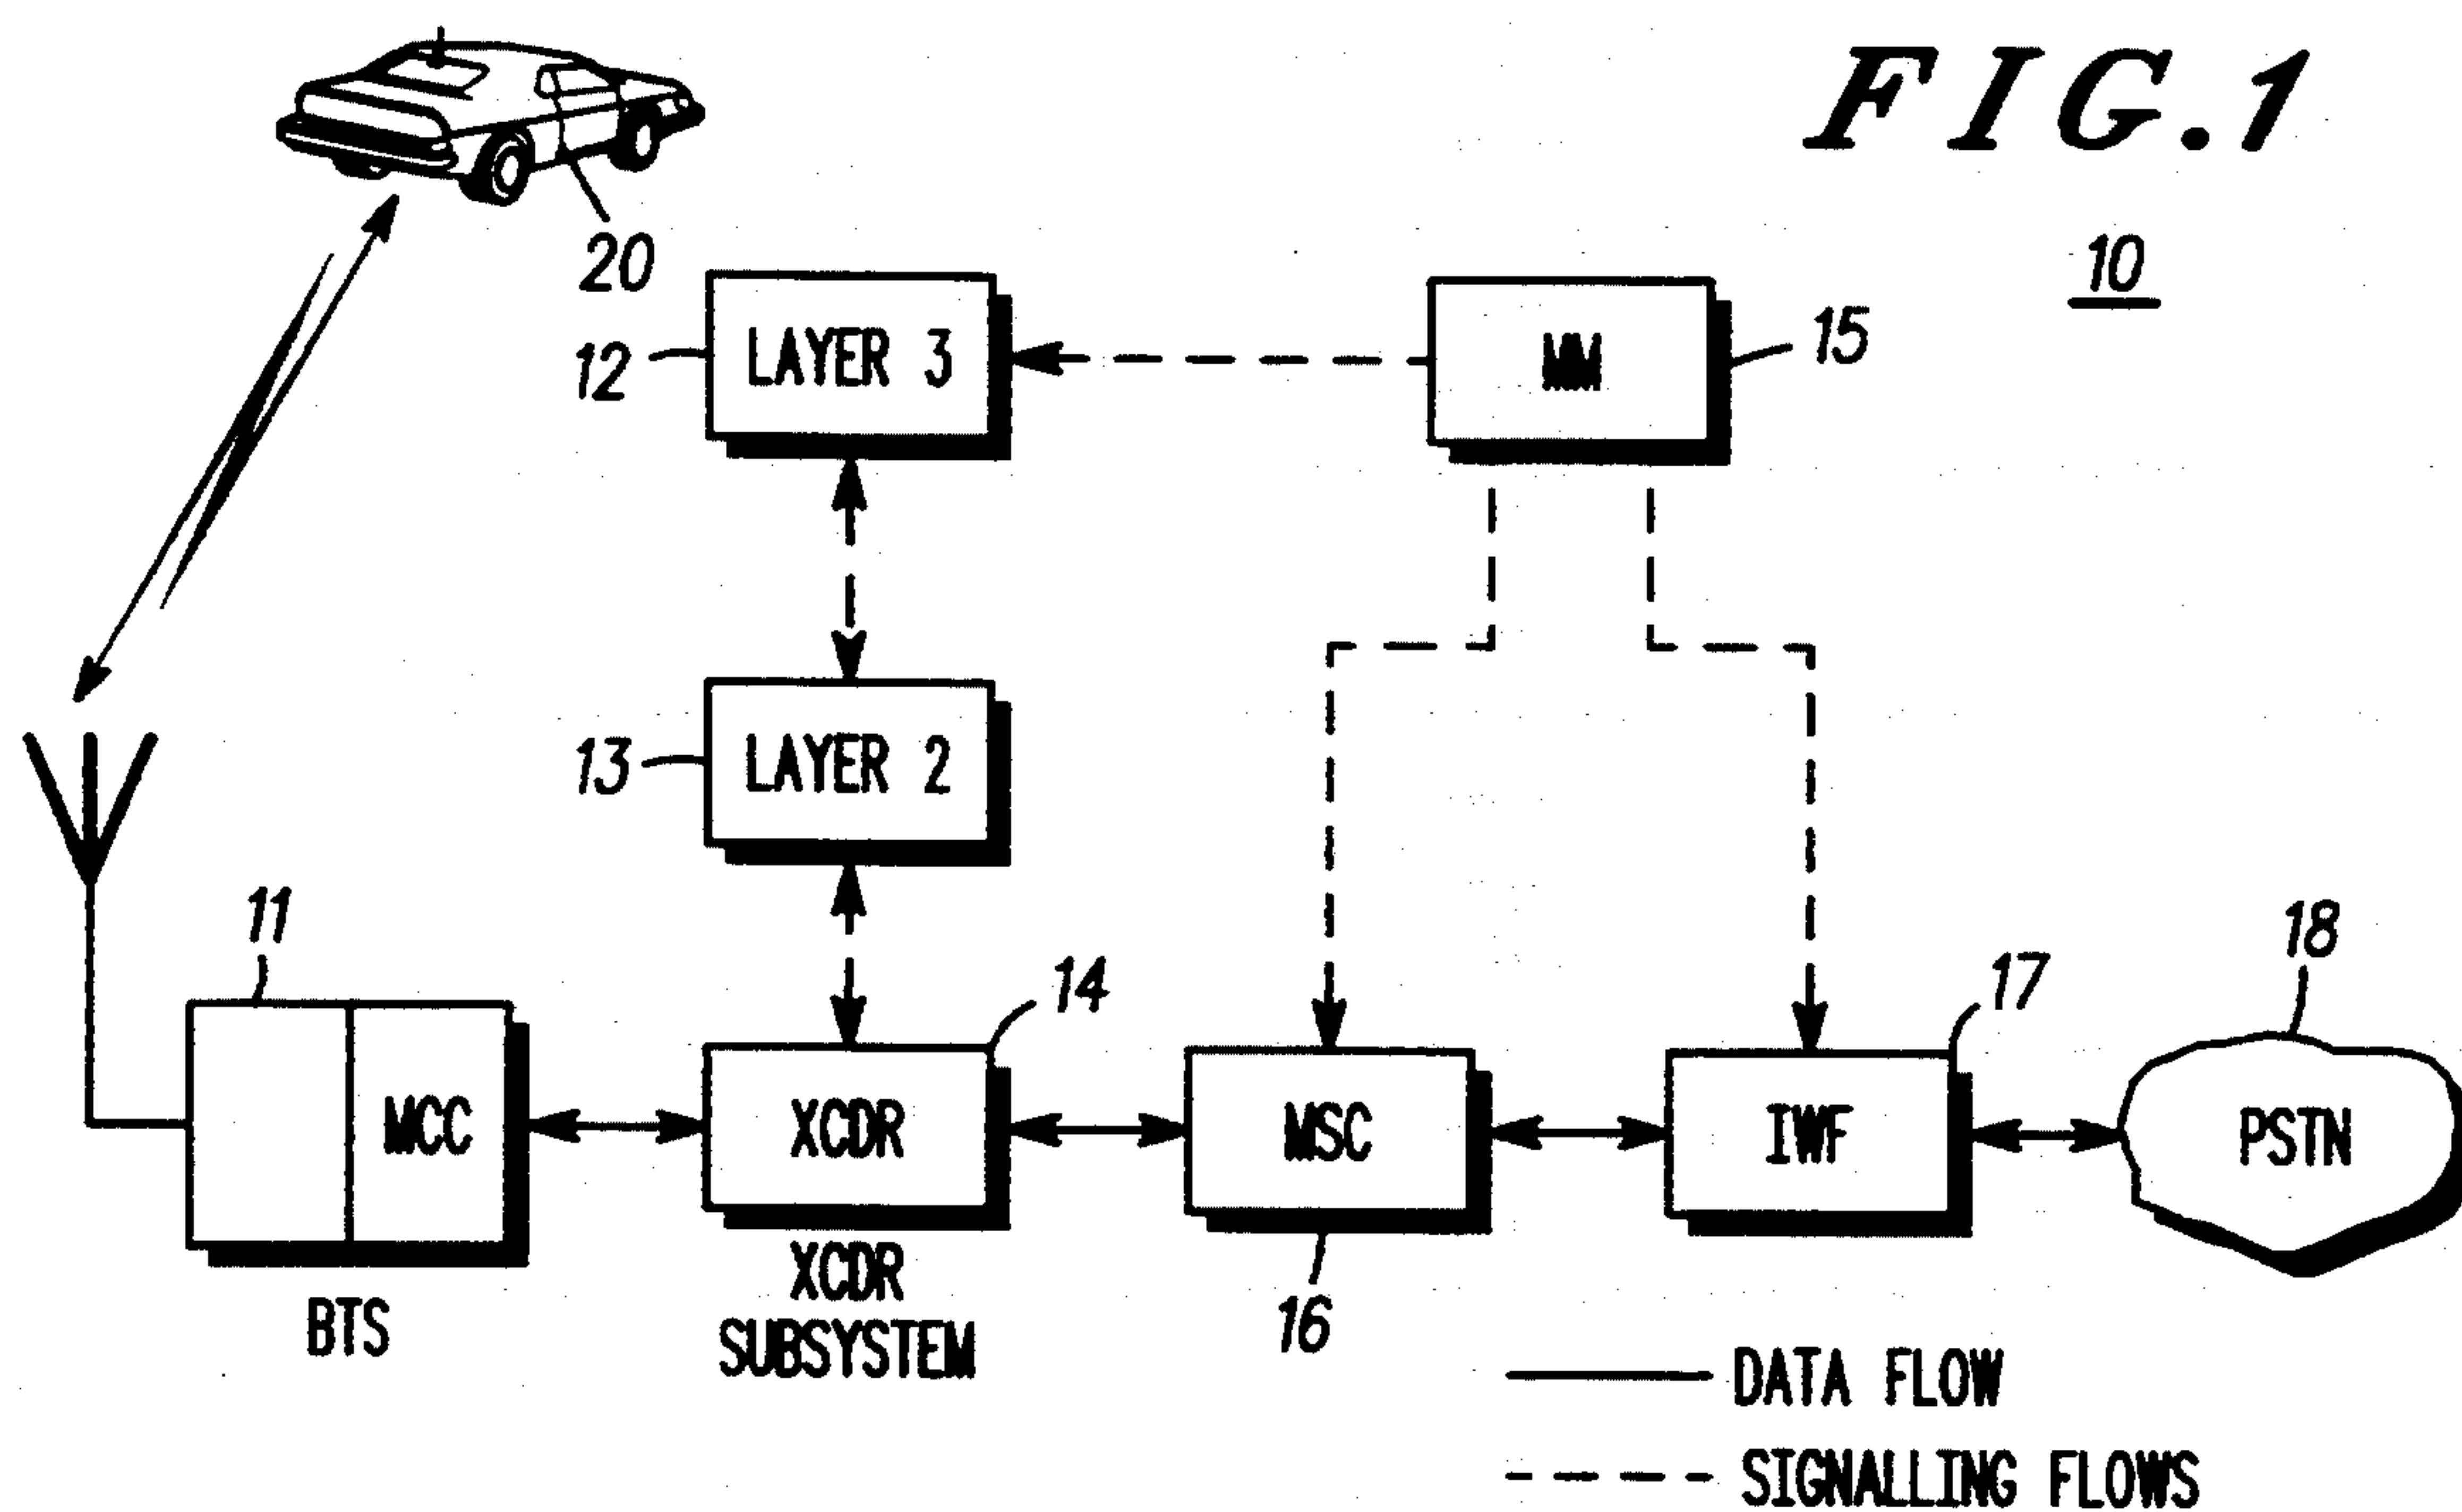 FIG.1
10
20
12
LAYER 3
MM
15
13
LAYER 2
11
14
17
18
MCC
XCDR
MSC
IWF
PSTN
BTS
XCDR
SUBSYSTEM
16
DATA FLOW
SIGNALLING FLOWS